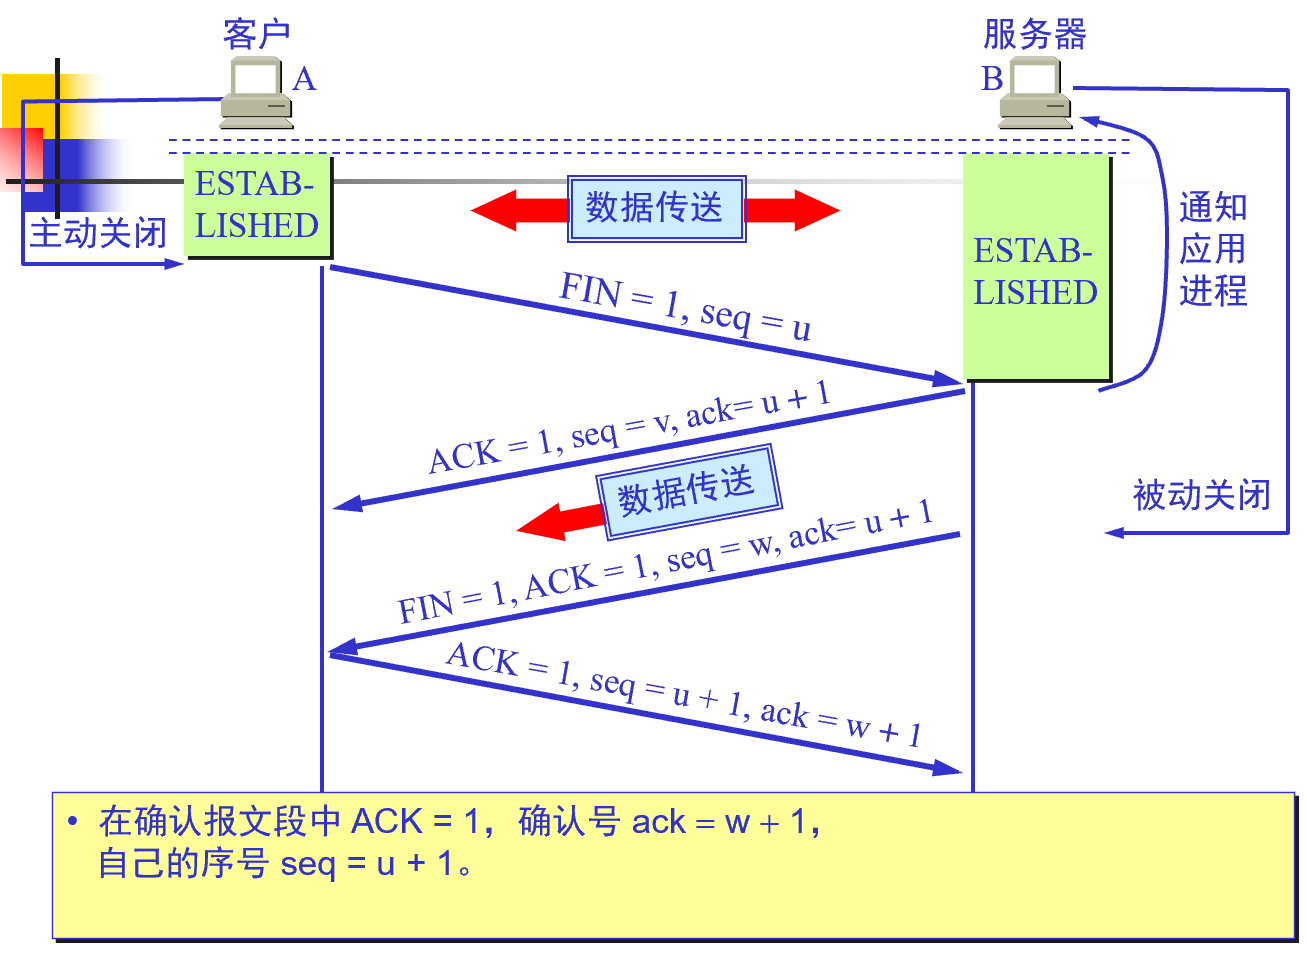 客户
服务器
A
B
ESTAB-
LISHED
数据传送
主动关闭
通知
应用
进程
ESTAB-
LISHED
FIN = 1, seq = u
ACK = 1, seq = v, ack= u + 1
数据传送
被动关闭
FIN = 1, ACK = 1, seq = w, ack= u + 1
ACK = 1, seq = u + 1, ack = w + 1
• 在确认报文段中 ACK = 1，确认号 ack = w + 1，
自己的序号 seq = u + 1。